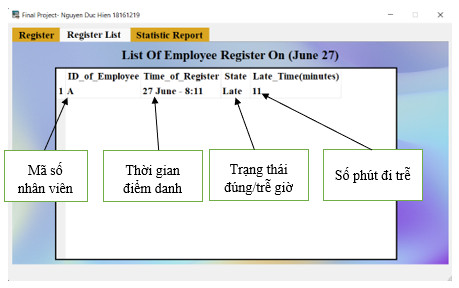 Final Project- Nguyen Duc Hien 18161219
Register Register List Statistic Report
List Of Employee Register On (June 27)
ID_of_Employee Time_of_Register State Late_Time(minutes)
1 A 27 June - 8:11 Late 11
Mã số
nhân viên
Thời gian
điểm danh
Trạng thái
đúng/trễ giờ
Số phút đi trễ